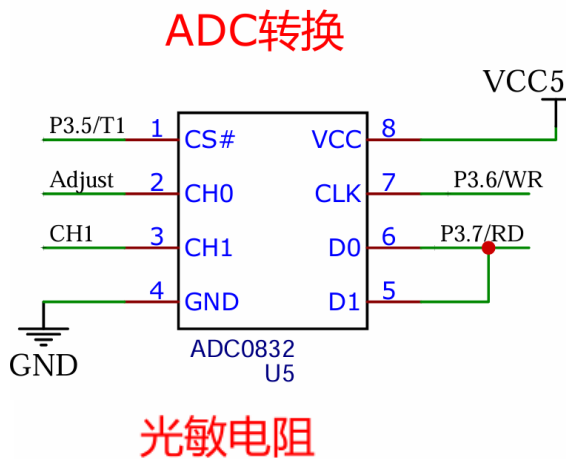 ADC转换
VCC5
P3.5/T1 1 CS# VCC 8
Adjust 2 CH0 CLK 7 P3.6/WR
CH1 3 CH1 D0 6 P3.7/RD
4 GND D1 5
GND
ADC0832
U5
光敏电阻